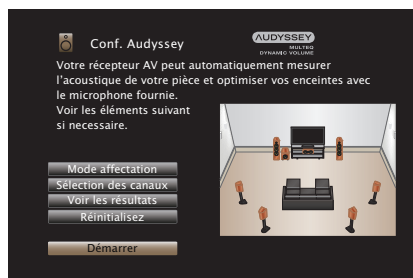 Conf. Audyssey
AUDYSSEY
MULTEQ
DYNAMIC VOLUME
Votre récepteur AV peut automatiquement mesurer
l'acoustique de votre pièce et optimiser vos enceintes avec
le microphone fournie.
Voir les éléments suivant
si necessaire.
Mode affectation
Sélection des canaux
Voir les résultats
Réinitialisez
Démarrer